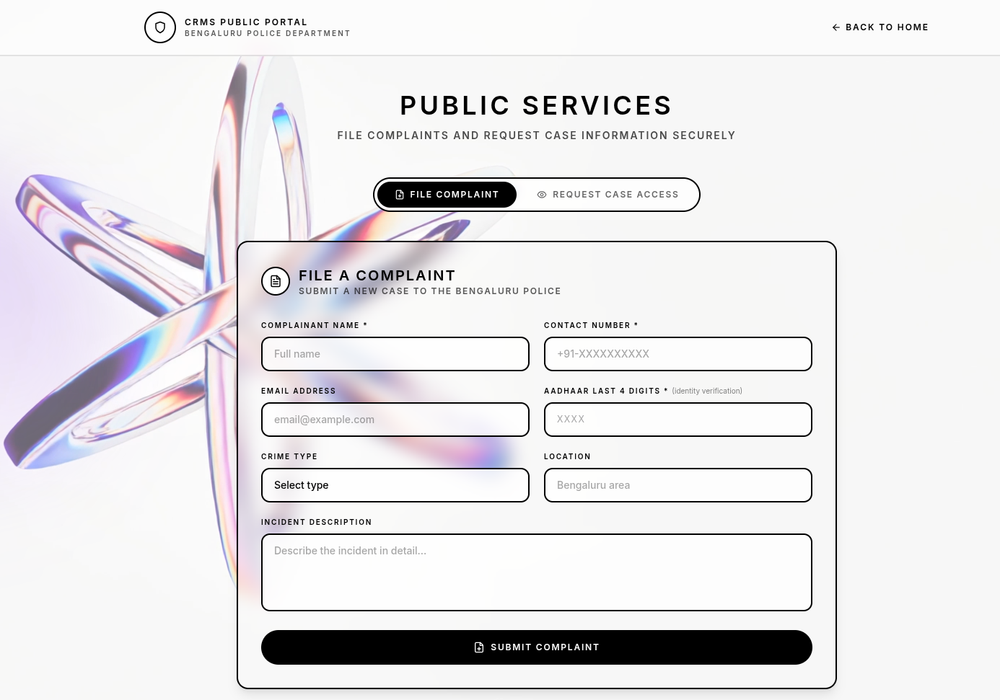 CRMS PUBLIC PORTAL
BENGALURU POLICE DEPARTMENT
BACK TO HOME
PUBLIC SERVICES
FILE COMPLAINTS AND REQUEST CASE INFORMATION SECURELY
FILE COMPLAINT
REQUEST CASE ACCESS
FILE A COMPLAINT
SUBMIT A NEW CASE TO THE BENGALURU POLICE
COMPLAINANT NAME *
CONTACT NUMBER *
Full name
+91-XXXXXXXXXX
EMAIL ADDRESS
AADHAAR LAST 4 DIGITS * (identity verification)
email@example.com
XXXX
CRIME TYPE
LOCATION
Select type
Bengaluru area
INCIDENT DESCRIPTION
Describe the incident in detail...
SUBMIT COMPLAINT